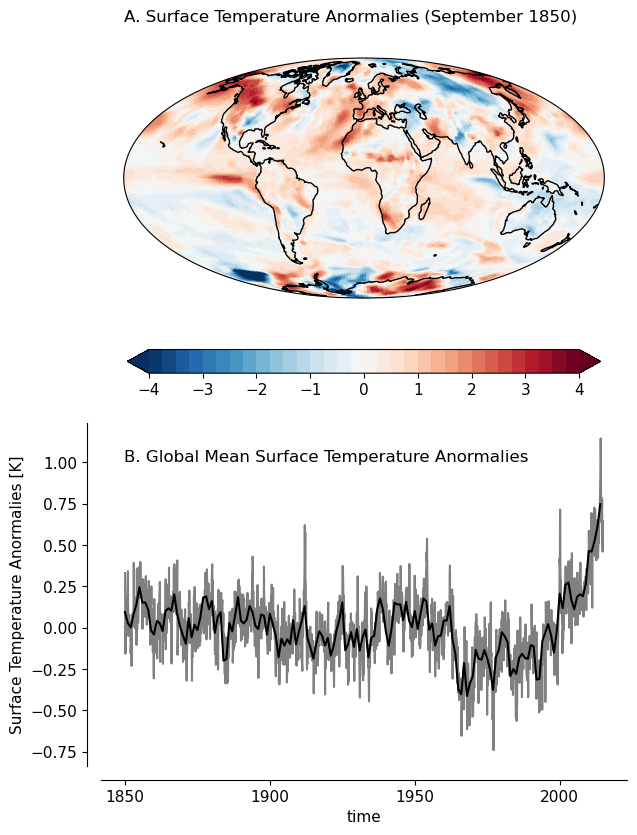 A. Surface Temperature Anormalies (September 1850)
−4 −3 −2 −1 0 1 2 3 4
B. Global Mean Surface Temperature Anormalies
Surface Temperature Anormalies [K]
1.00
0.75
0.50
0.25
0.00
−0.25
−0.50
−0.75
1850 1900 1950 2000
time